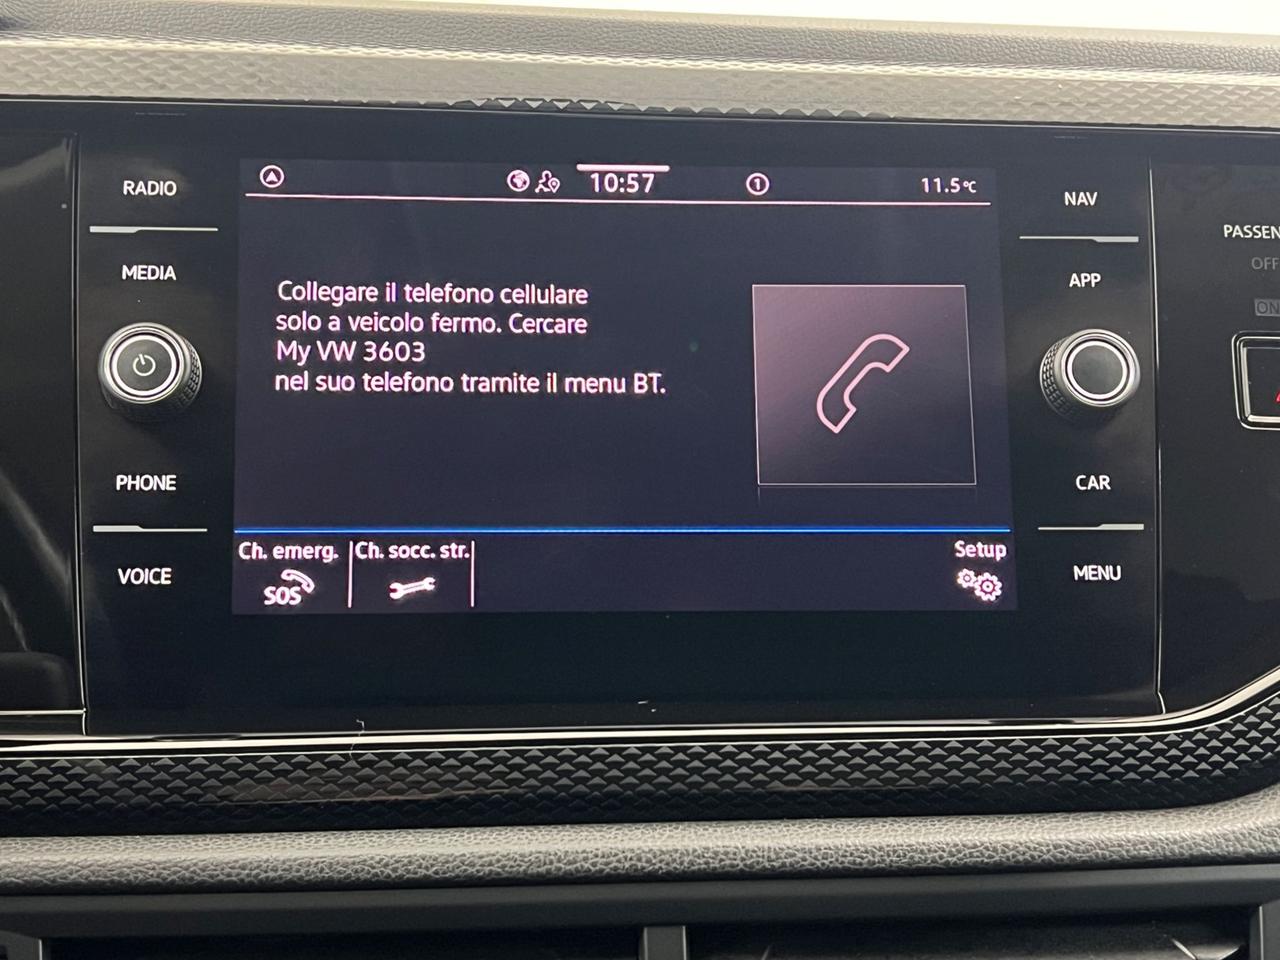 RADIO
MEDIA
PHONE
VOICE
10:57
1
11.5°C
Collegare il telefono cellulare
solo a veicolo fermo. Cercare
My VW 3603
nel suo telefono tramite il menu BT.
Ch. emerg.
SOS
Ch. socc. str.
Setup
NAV
APP
CAR
MENU
PASSEN
OFF
ON